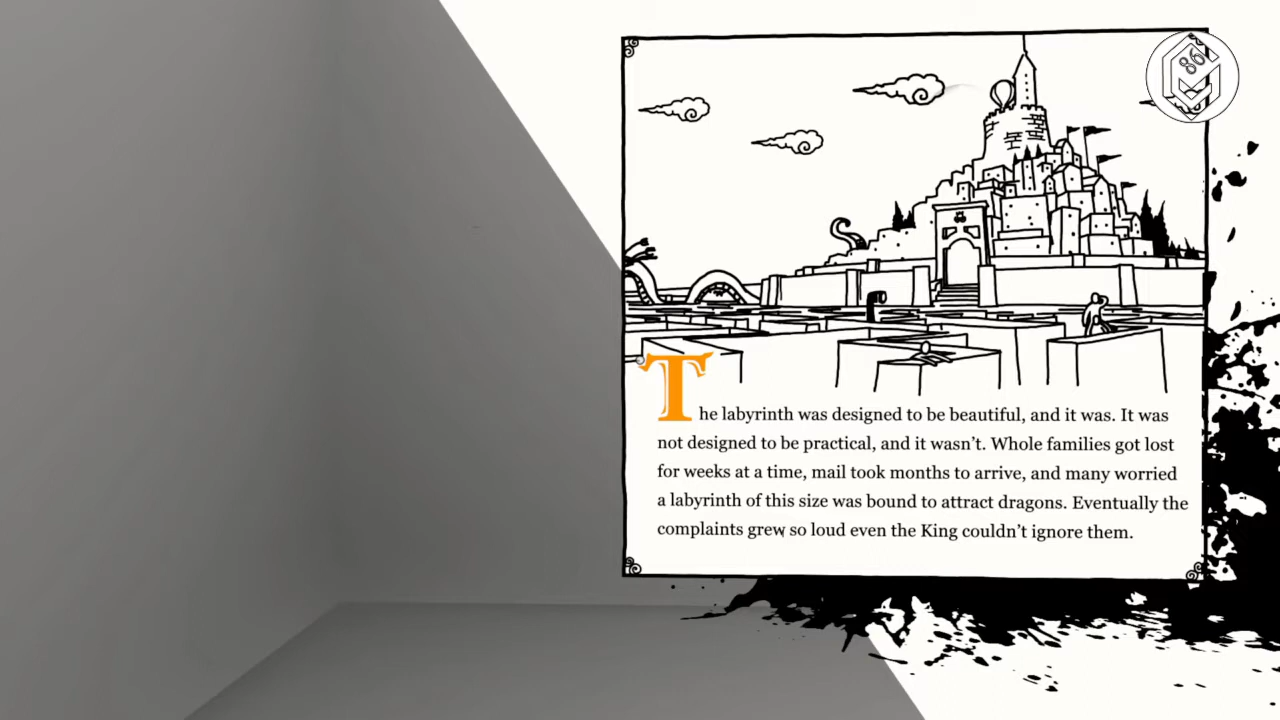 The labyrinth was designed to be beautiful, and it was. It was
not designed to be practical, and it wasn't. Whole families got lost
for weeks at a time, mail took months to arrive, and many worried
a labyrinth of this size was bound to attract dragons. Eventually the
complaints grew so loud even the King couldn't ignore them.
86